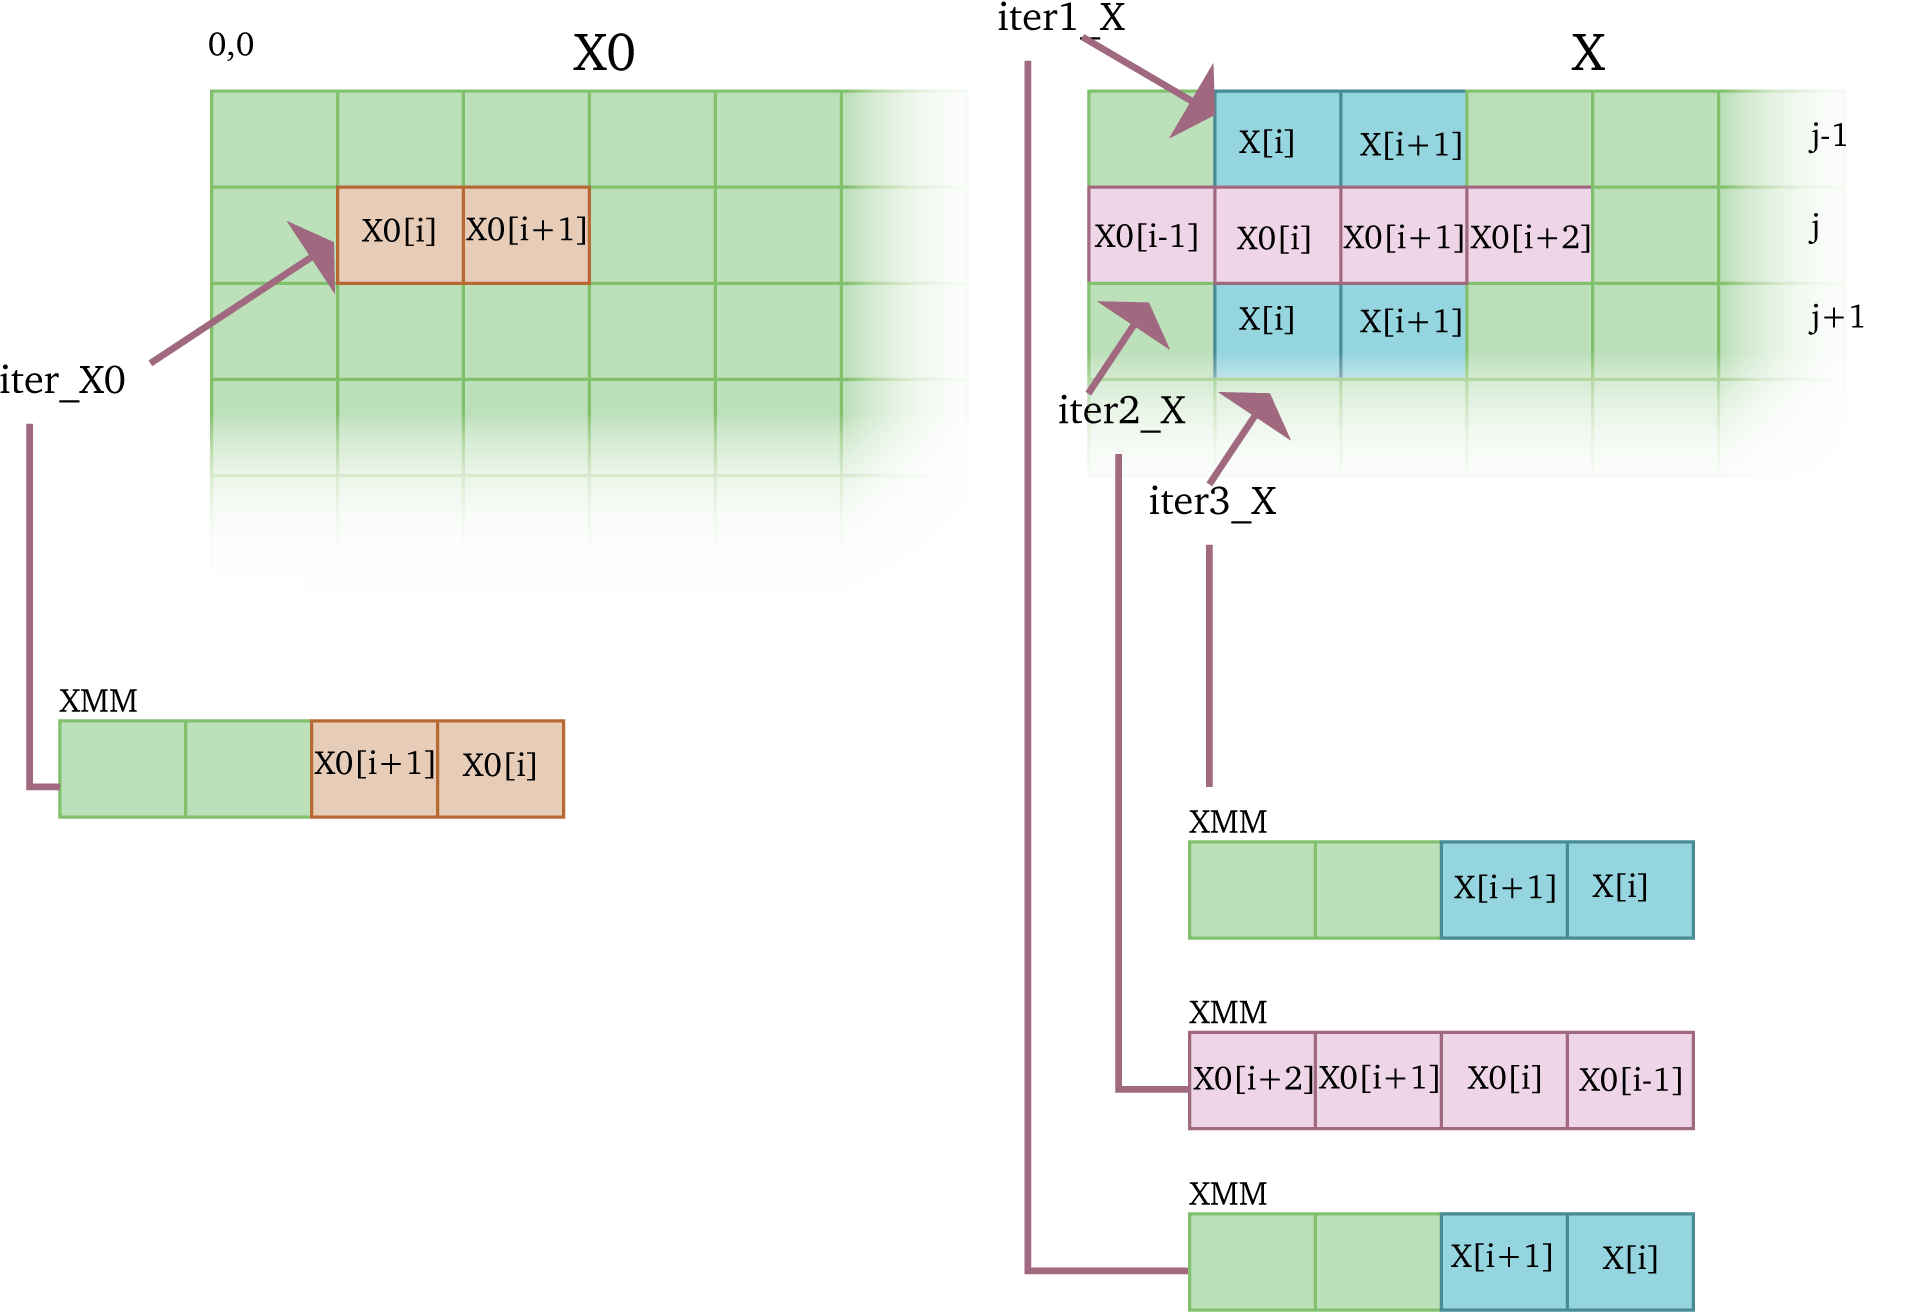 iter1_X
0,0
X0
X
X[i] X[i+1] j-1
X0[i] X0[i+1]
X0[i-1] X0[i] X0[i+1] X0[i+2] j
X[i] X[i+1] j+1
iter_X0
iter2_X
iter3_X
XMM
X0[i+1] X0[i]
XMM
X[i+1] X[i]
XMM
X0[i+2] X0[i+1] X0[i] X0[i-1]
XMM
X[i+1] X[i]